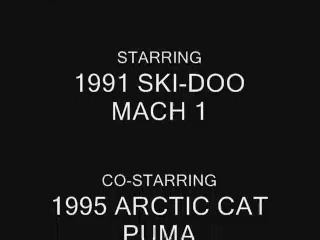 STARRING
1991 SKI-DOO
MACH 1
CO-STARRING
1995 ARCTIC CAT
PUMA